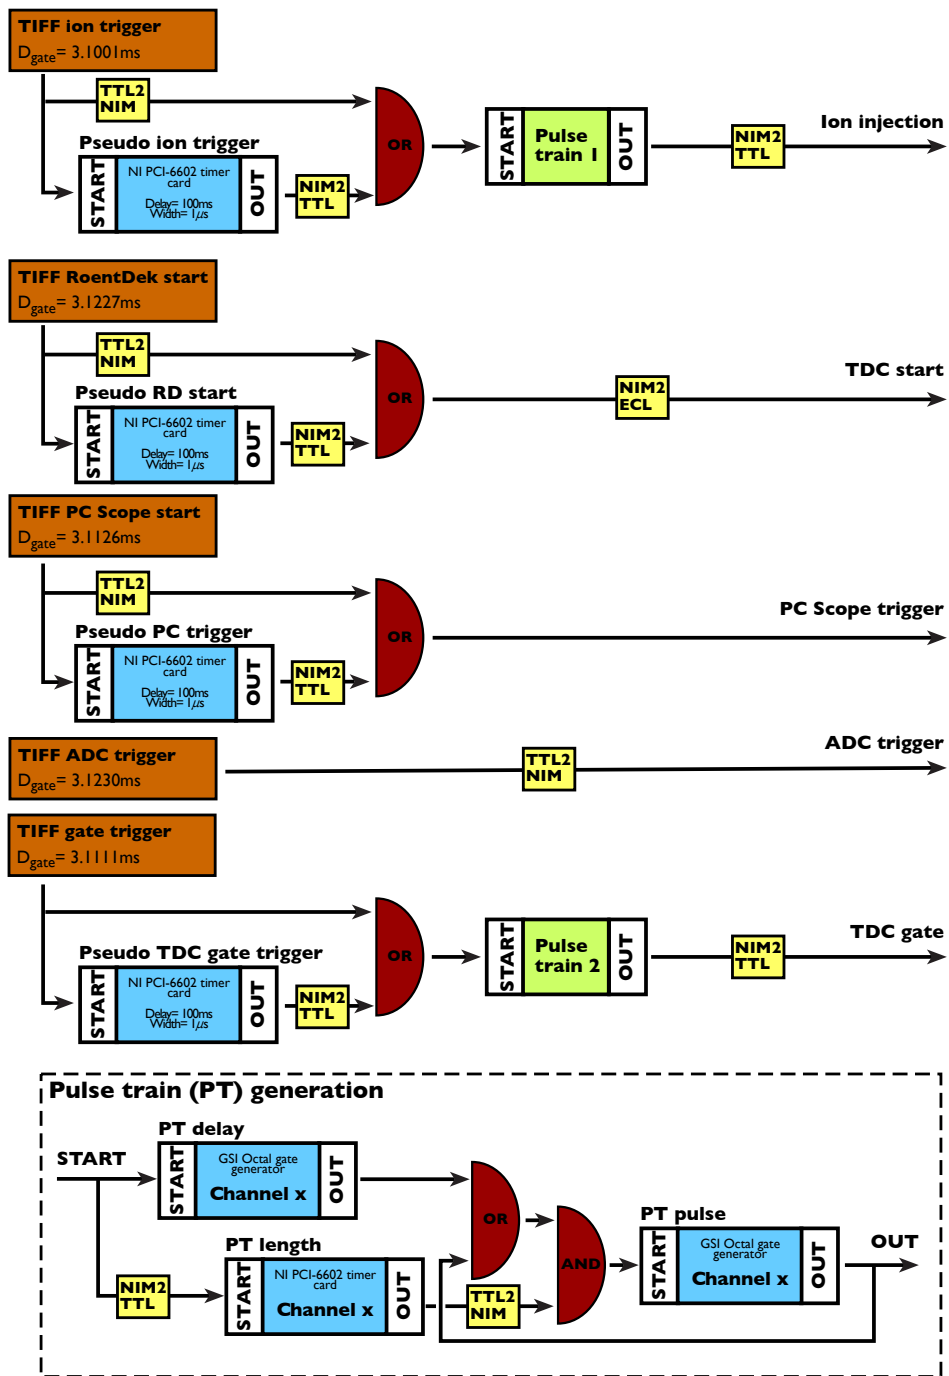 TIFF ion trigger
Dgate= 3.1001ms
TTL2
NIM
Pseudo ion trigger
START
NI PCI-6602 timer
card
Delay= 100ms
Width= 1μs
OUT
NIM2
TTL
OR
START
Pulse
train 1
OUT
NIM2
TTL
Ion injection
TIFF RoentDek start
Dgate= 3.1227ms
TTL2
NIM
Pseudo RD start
START
NI PCI-6602 timer
card
Delay= 100ms
Width= 1μs
OUT
NIM2
TTL
OR
NIM2
ECL
TDC start
TIFF PC Scope start
Dgate= 3.1126ms
TTL2
NIM
Pseudo PC trigger
START
NI PCI-6602 timer
card
Delay= 100ms
Width= 1μs
OUT
NIM2
TTL
OR
PC Scope trigger
TIFF ADC trigger
Dgate= 3.1230ms
TTL2
NIM
ADC trigger
TIFF gate trigger
Dgate= 3.1111ms
Pseudo TDC gate trigger
START
NI PCI-6602 timer
card
Delay= 100ms
Width= 1μs
OUT
NIM2
TTL
OR
START
Pulse
train 2
OUT
NIM2
TTL
TDC gate
Pulse train (PT) generation
START
PT delay
START
GSI Octal gate
generator
Channel x
OUT
NIM2
TTL
PT length
START
NI PCI-6602 timer
card
Channel x
OUT
TTL2
NIM
OR
AND
PT pulse
START
GSI Octal gate
generator
Channel x
OUT
OUT